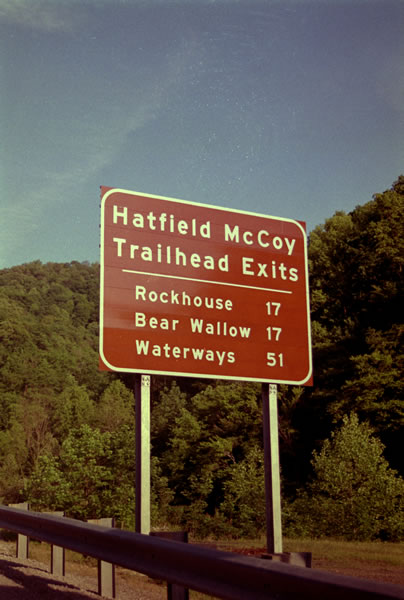 Hatfield McCoy
Trailhead Exits
Rockhouse 17
Bear Wallow 17
Waterways 51